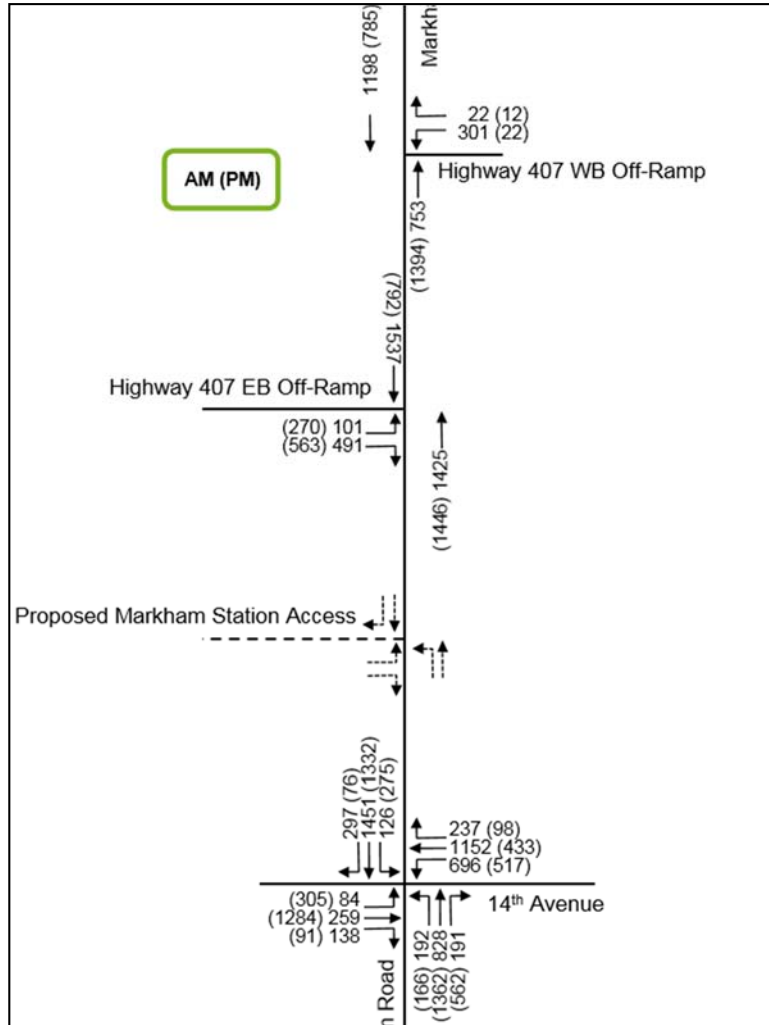 1198 (785)
Markha
22 (12)
301 (22)
AM (PM)
Highway 407 WB Off-Ramp
(1394) 753
(792) 1537
Highway 407 EB Off-Ramp
(270) 101
(563) 491
(1446) 1425
Proposed Markham Station Access
297 (76)
1451 (1332)
126 (275)
237 (98)
1152 (433)
696 (517)
(305) 84
(1284) 259
(91) 138
14th Avenue
(166) 192
(1362) 828
(562) 191
n Road